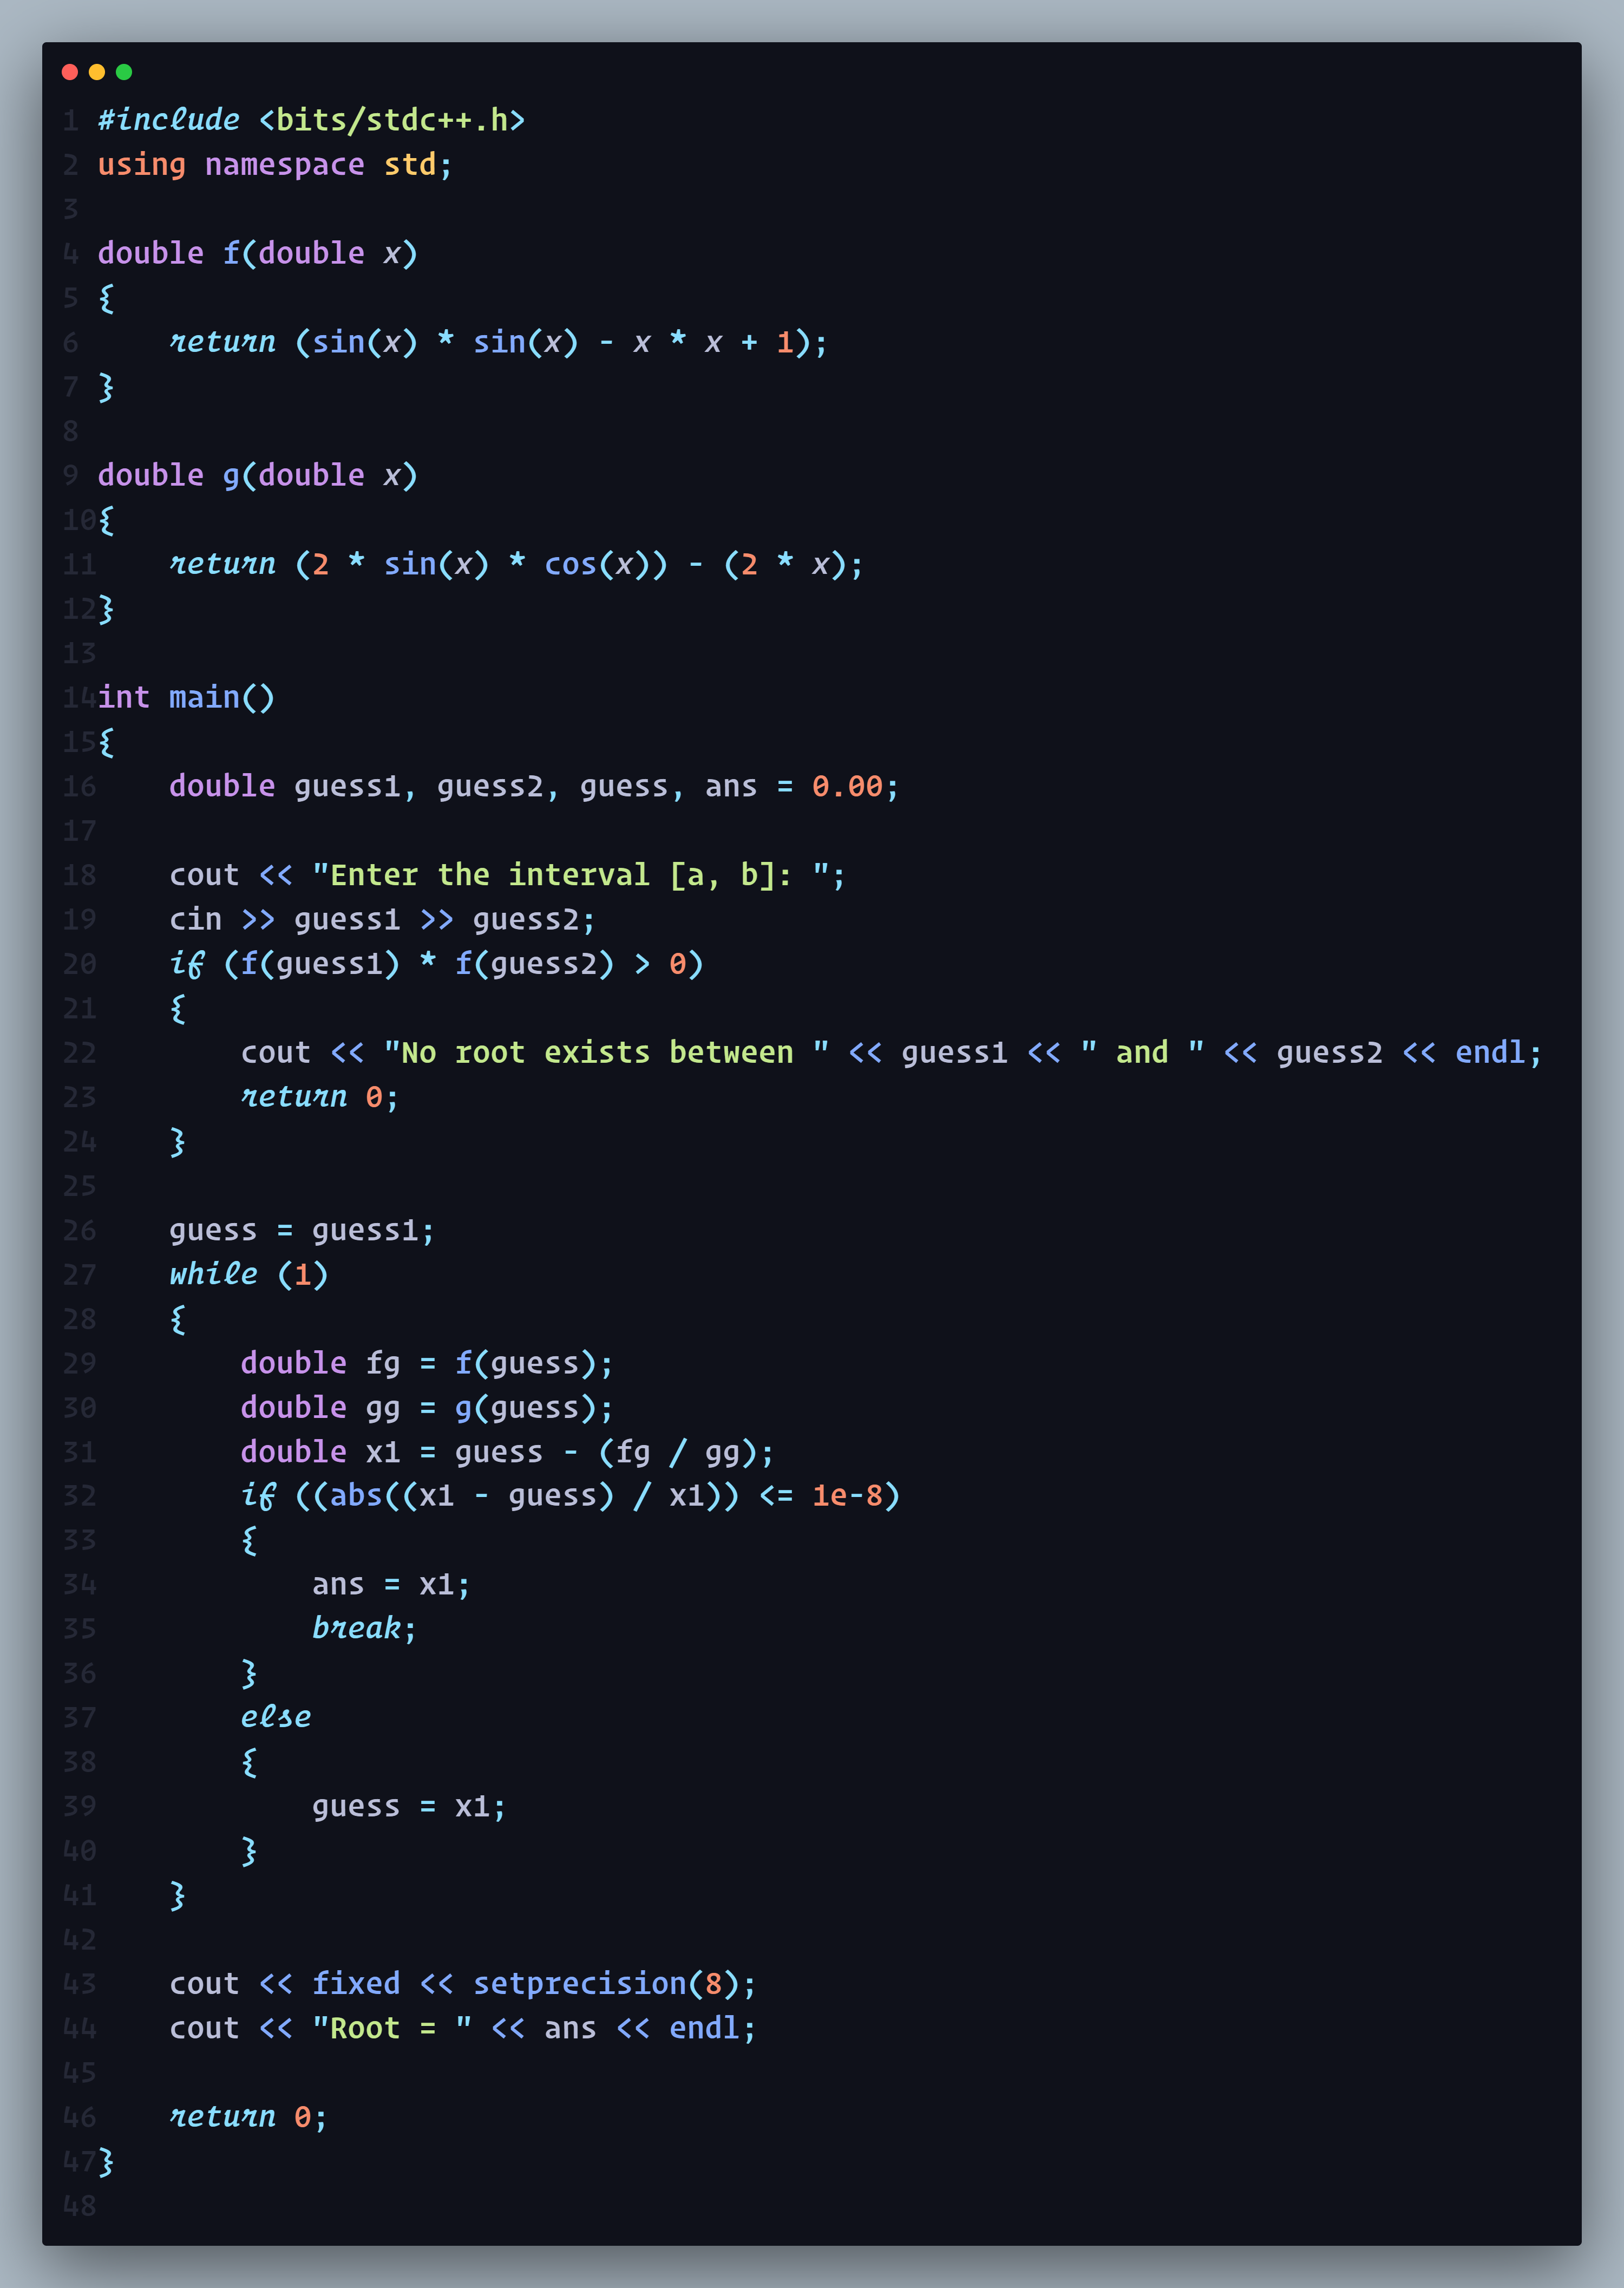 1 #include <bits/stdc++.h>
2 using namespace std;
3
4 double f(double x)
5 {
6     return (sin(x) * sin(x) - x * x + 1);
7 }
8
9 double g(double x)
10{
11    return (2 * sin(x) * cos(x)) - (2 * x);
12}
13
14int main()
15{
16    double guess1, guess2, guess, ans = 0.00;
17
18    cout << "Enter the interval [a, b]: ";
19    cin >> guess1 >> guess2;
20    if (f(guess1) * f(guess2) > 0)
21    {
22        cout << "No root exists between " << guess1 << " and " << guess2 << endl;
23        return 0;
24    }
25
26    guess = guess1;
27    while (1)
28    {
29        double fg = f(guess);
30        double gg = g(guess);
31        double x1 = guess - (fg / gg);
32        if ((abs((x1 - guess) / x1)) <= 1e-8)
33        {
34            ans = x1;
35            break;
36        }
37        else
38        {
39            guess = x1;
40        }
41    }
42
43    cout << fixed << setprecision(8);
44    cout << "Root = " << ans << endl;
45
46    return 0;
47}
48